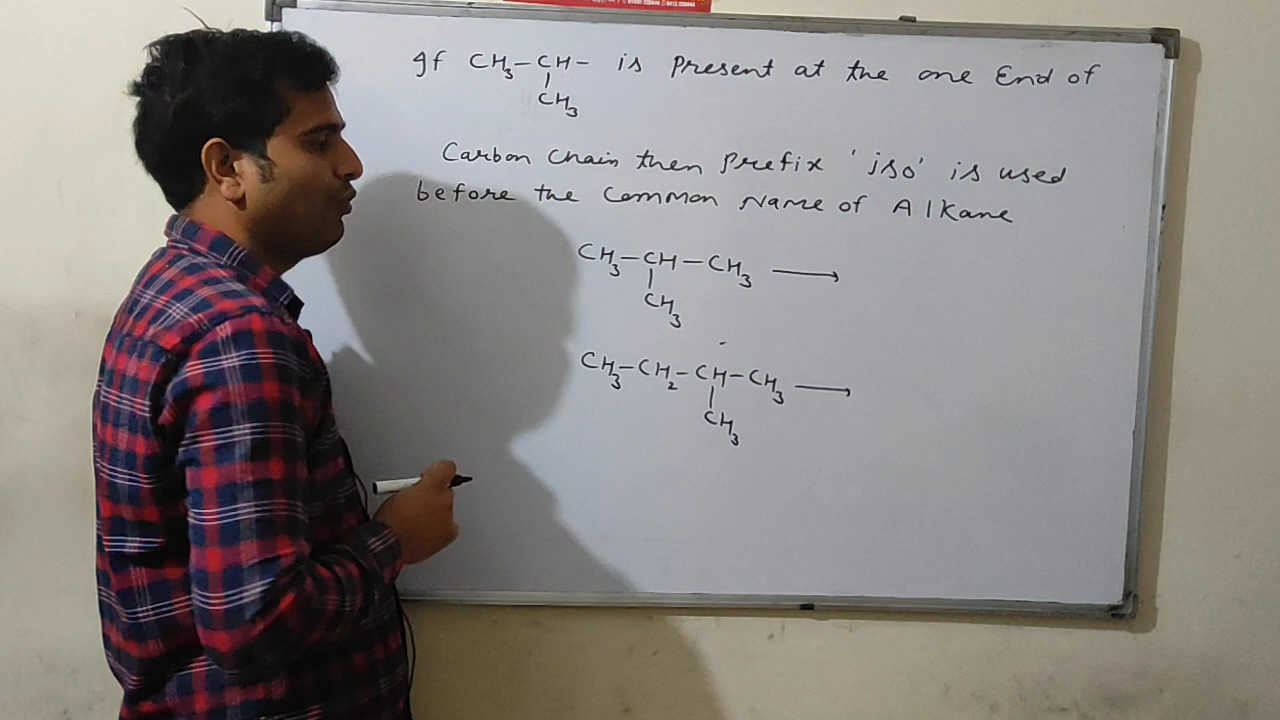 If CH3-CH- is Present at the one End of
CH3
Carbon chain then Prefix 'iso' is used
before the Common Name of Alkane
CH3-CH-CH3 ⟶
CH3
CH3-CH2-CH-CH3 ⟶
CH3